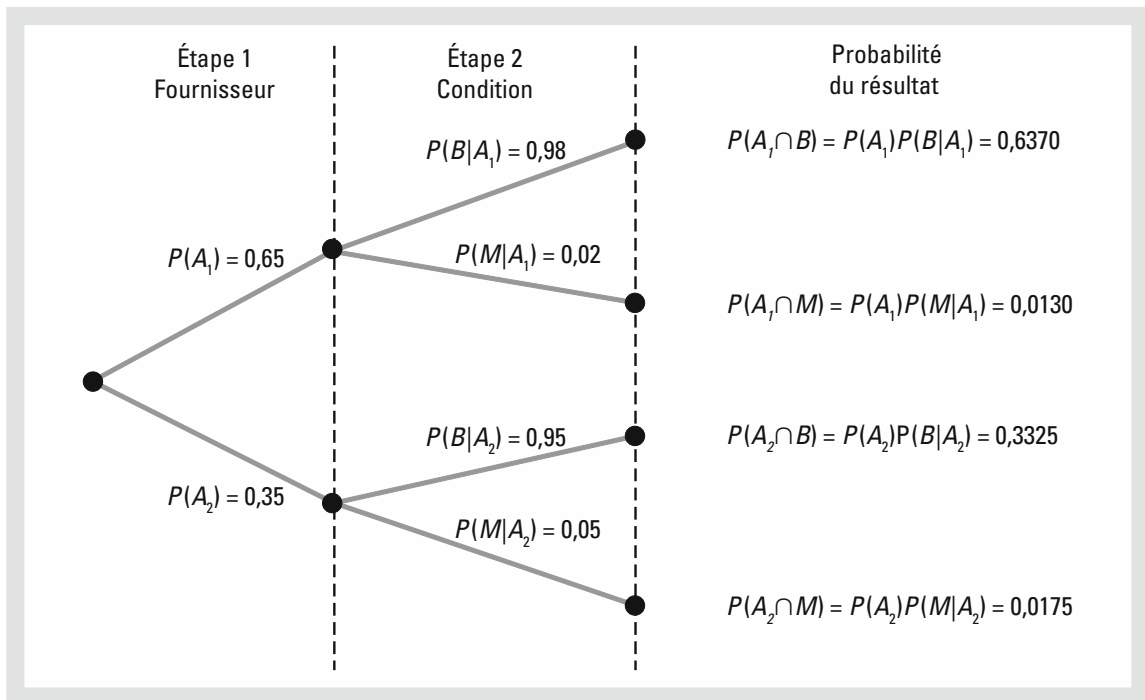 Étape 1
Fournisseur
Étape 2
Condition
Probabilité
du résultat
P(B|A₁) = 0,98
P(A₁∩B) = P(A₁)P(B|A₁) = 0,6370
P(A₁) = 0,65
P(M|A₁) = 0,02
P(A₁∩M) = P(A₁)P(M|A₁) = 0,0130
P(B|A₂) = 0,95
P(A₂∩B) = P(A₂)P(B|A₂) = 0,3325
P(A₂) = 0,35
P(M|A₂) = 0,05
P(A₂∩M) = P(A₂)P(M|A₂) = 0,0175